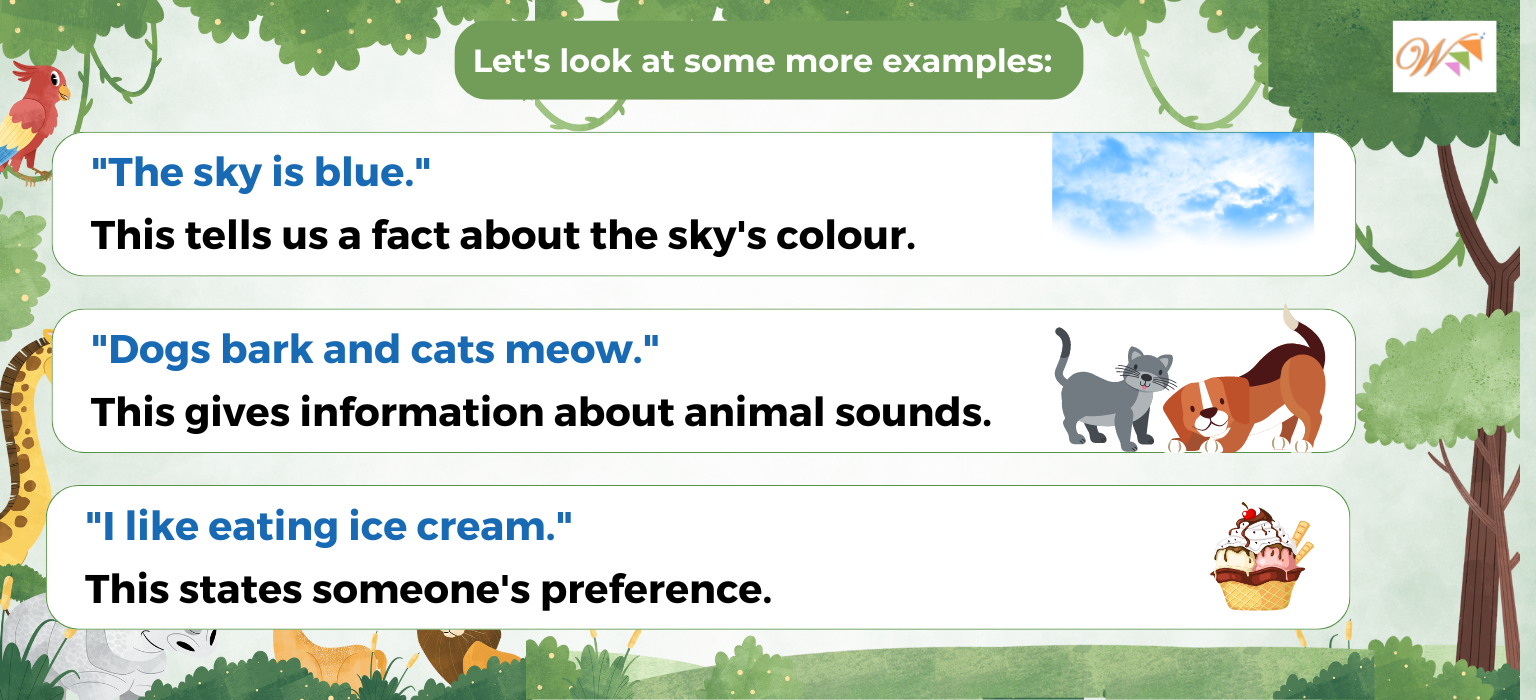 Let's look at some more examples:
W
"The sky is blue."
This tells us a fact about the sky's colour.
"Dogs bark and cats meow."
This gives information about animal sounds.
"I like eating ice cream."
This states someone's preference.